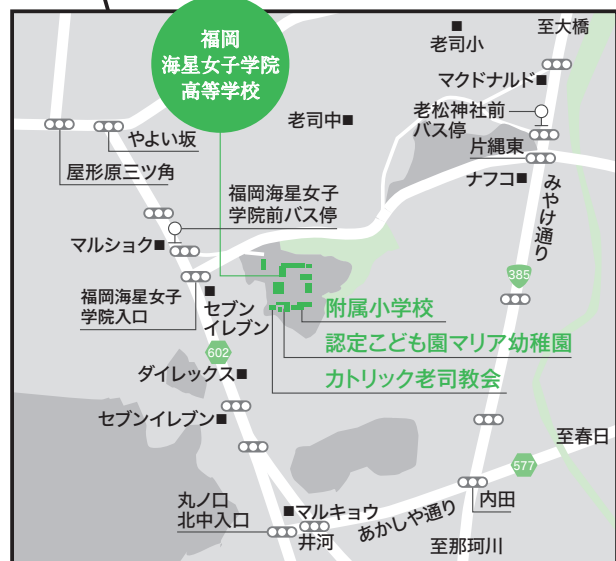 福岡
海星女子学院
高等学校
老司小
至大橋
マクドナルド
老松神社前
バス停
老司中
やよい坂
片縄東
屋形原三ツ角
ナフコ
福岡海星女子
学院前バス停
みやけ通り
マルショク
385
福岡海星女子
学院入口
セブン
イレブン
附属小学校
認定こども園マリア幼稚園
602
ダイレックス
カトリック老司教会
セブンイレブン
至春日
577
丸ノ口
北中入口
マルキョウ
井河
あかしや通り
内田
至那珂川